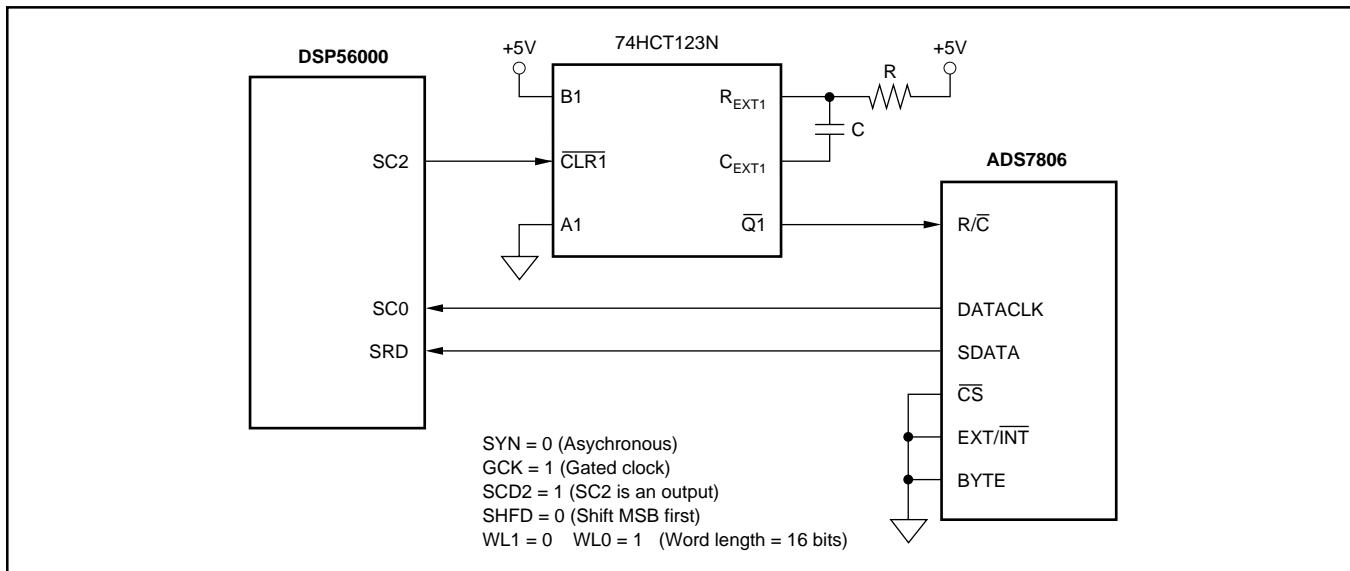 DSP56000
SC2
SC0
SRD
+5V
74HCT123N
B1
CLR1
A1
REXT1
CEXT1
Q1
R
C
+5V
ADS7806
R/C
DATACLK
SDATA
CS
EXT/INT
BYTE
SYN = 0 (Asychronous)
GCK = 1 (Gated clock)
SCD2 = 1 (SC2 is an output)
SHFD = 0 (Shift MSB first)
WL1 = 0 WL0 = 1 (Word length = 16 bits)